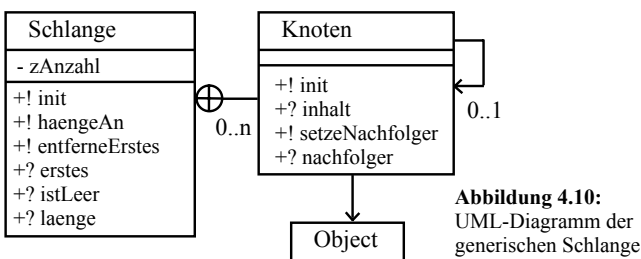 Schlange
- zAnzahl
+! init
+! haengeAn
+! entferneErstes
+? erstes
+? istLeer
+? laenge
0..n
Knoten
+! init
+? inhalt
+! setzeNachfolger
+? nachfolger
0..1
Object
Abbildung 4.10:
UML-Diagramm der
generischen Schlange